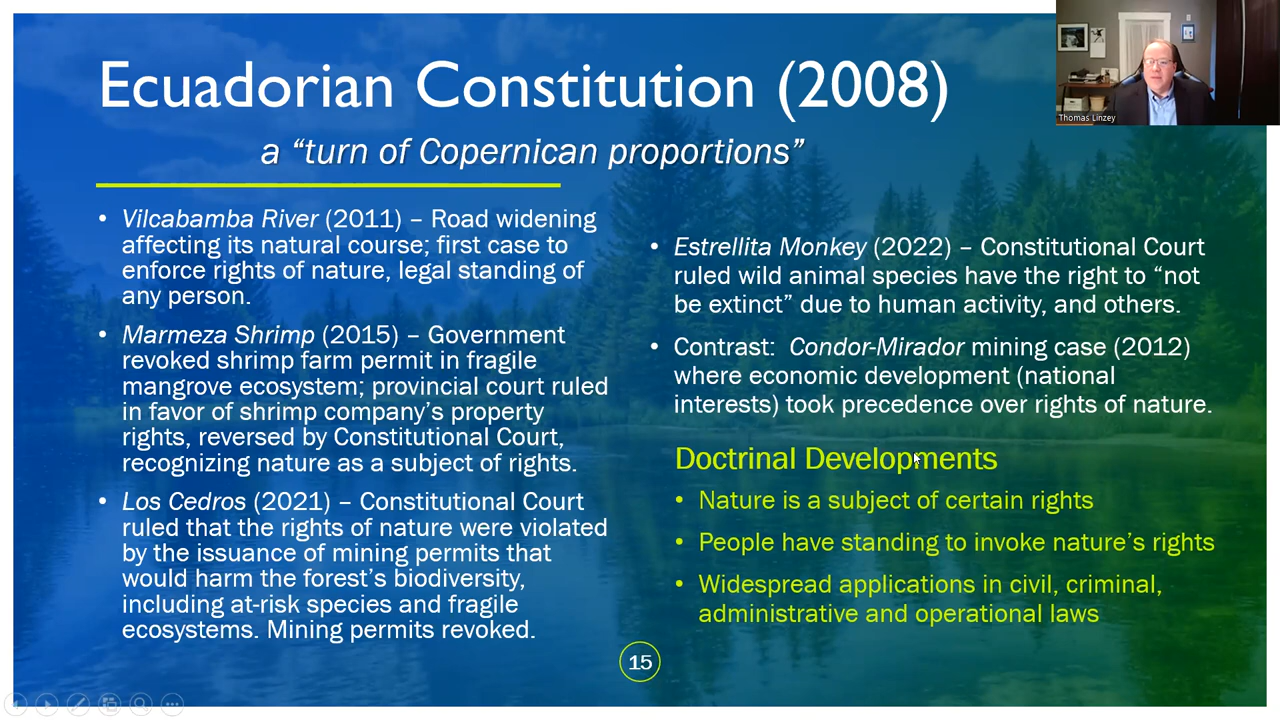 Ecuadorian Constitution (2008)
a “turn of Copernican proportions”
Thomas Linzey
• Vilcabamba River (2011) – Road widening
affecting its natural course; first case to
enforce rights of nature, legal standing of
any person.
• Marmeza Shrimp (2015) – Government
revoked shrimp farm permit in fragile
mangrove ecosystem; provincial court ruled
in favor of shrimp company’s property
rights, reversed by Constitutional Court,
recognizing nature as a subject of rights.
• Los Cedros (2021) – Constitutional Court
ruled that the rights of nature were violated
by the issuance of mining permits that
would harm the forest’s biodiversity,
including at-risk species and fragile
ecosystems. Mining permits revoked.
• Estrellita Monkey (2022) – Constitutional Court
ruled wild animal species have the right to “not
be extinct” due to human activity, and others.
• Contrast: Condor-Mirador mining case (2012)
where economic development (national
interests) took precedence over rights of nature.
Doctrinal Developments
• Nature is a subject of certain rights
• People have standing to invoke nature’s rights
• Widespread applications in civil, criminal,
administrative and operational laws
15